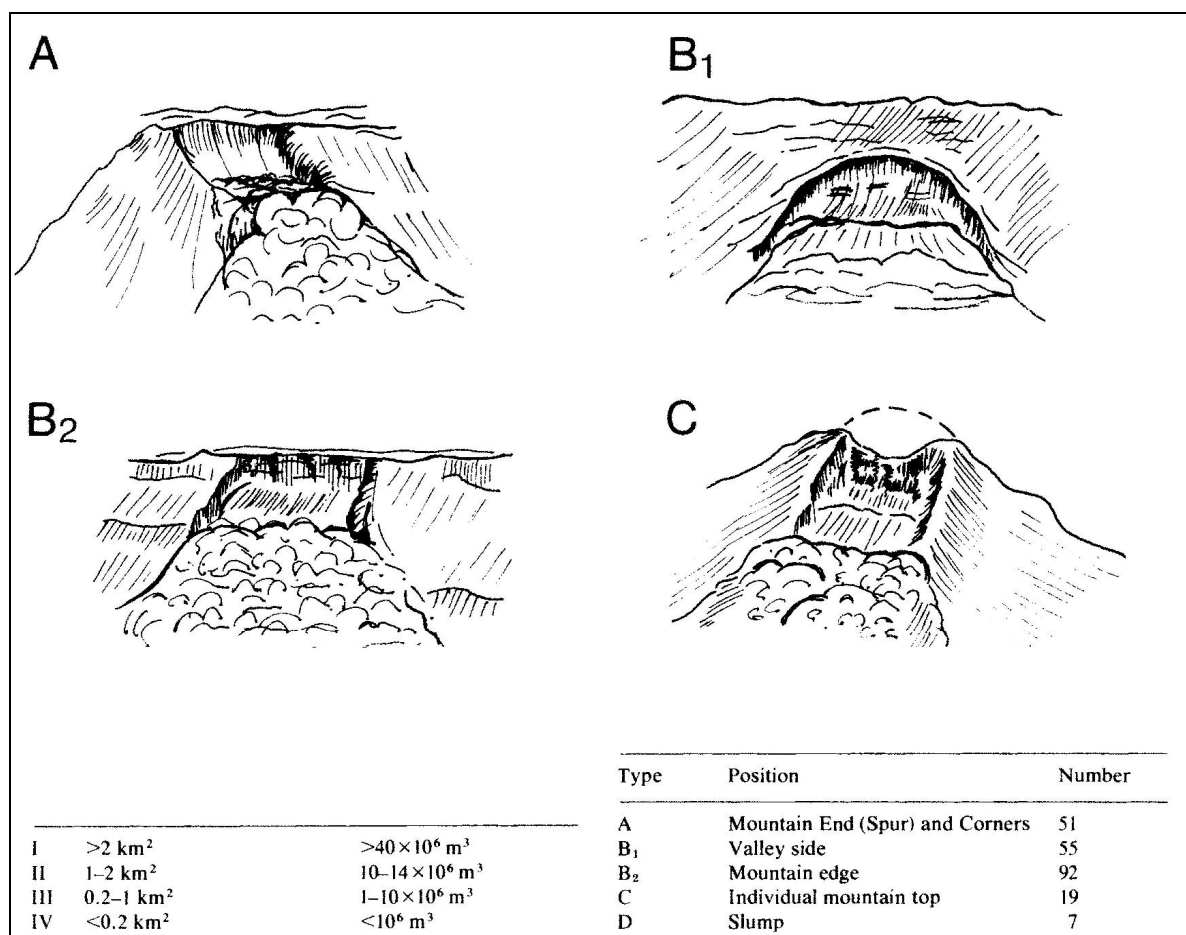 A
B₁
B₂
C
I >2 km² >40×10⁶ m³
II 1–2 km² 10–14×10⁶ m³
III 0.2–1 km² 1–10×10⁶ m³
IV <0.2 km² <10⁶ m³
Type Position Number
A Mountain End (Spur) and Corners 51
B₁ Valley side 55
B₂ Mountain edge 92
C Individual mountain top 19
D Slump 7